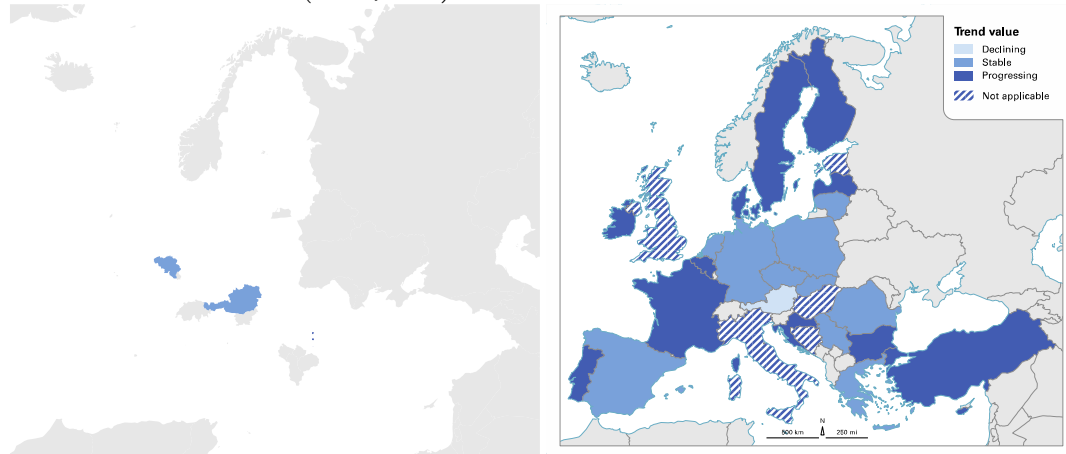 Trend value
Declining
Stable
Progressing
Not applicable
N
500 km 250 mi